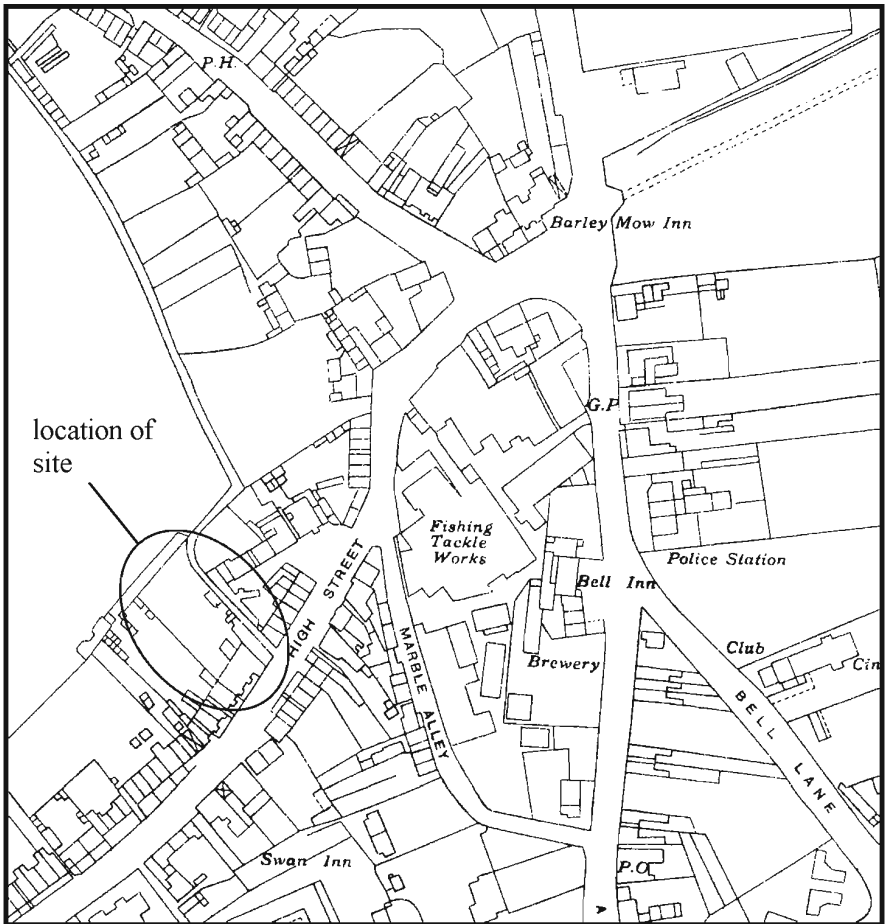 P.H.
Barley Mow Inn
G.P
location of
site
Fishing
Tackle
Works
Police Station
Bell Inn
HIGH STREET
MARBLE ALLEY
Brewery
Club
Cin
BELL LANE
Swan Inn
P.O.
A